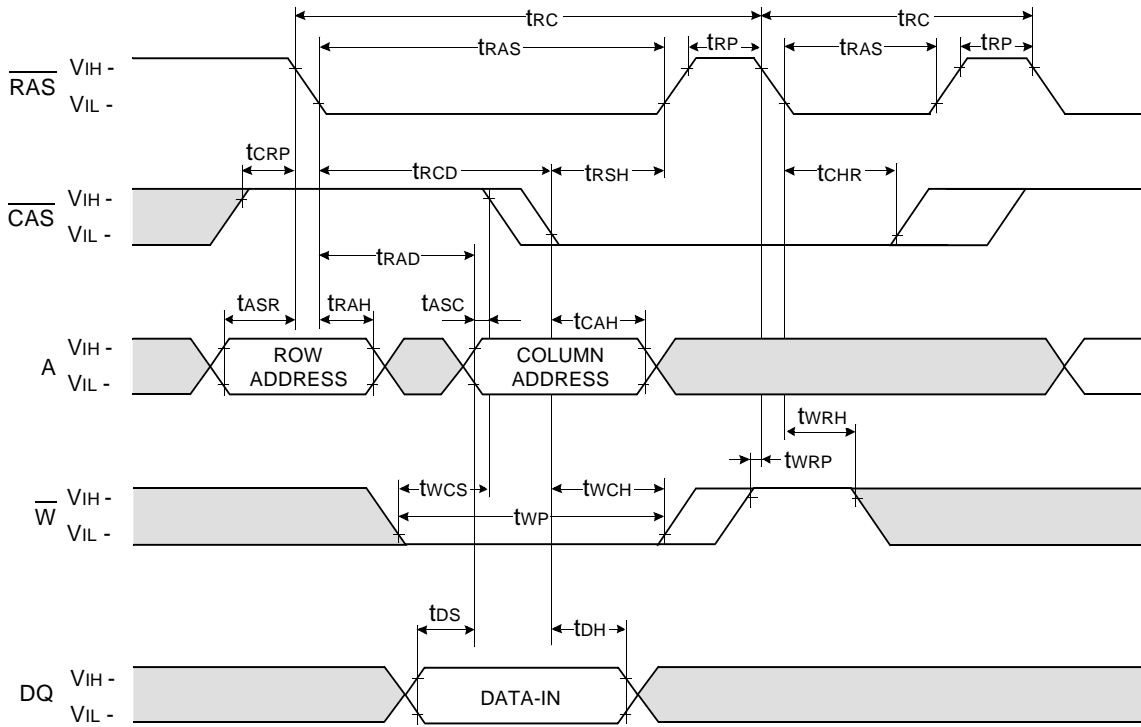 tRC tRC
tRAS tRP tRAS tRP
RAS VIH -
VIL -
tCRP tRCD tRSH tCHR
CAS VIH -
VIL -
tRAD
tASR tRAH tASC tCAH
A VIH -
VIL -
ROW ADDRESS
COLUMN ADDRESS
tWRH
tWRP
tWCS tWCH
tWP
W VIH -
VIL -
tDS tDH
DQ VIH -
VIL -
DATA-IN